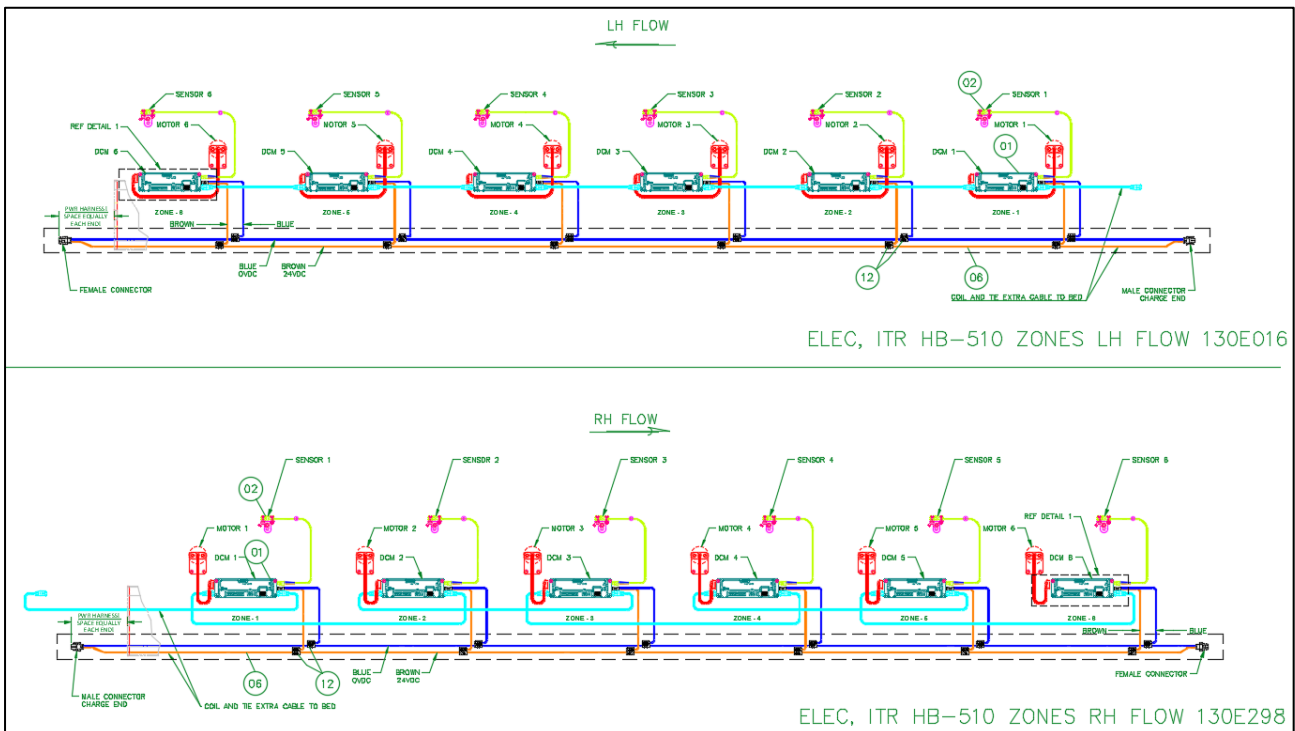 LH FLOW
02
SENSOR 6
SENSOR 5
SENSOR 4
SENSOR 3
SENSOR 2
SENSOR 1
REF DETAIL 1
MOTOR 6
MOTOR 5
MOTOR 4
MOTOR 3
MOTOR 2
MOTOR 1
DCM 6
DCM 5
DCM 4
DCM 3
DCM 2
DCM 1
01
PWR HARNESS
SPACE EQUALLY
EACH END
ZONE-6
ZONE-5
ZONE-4
ZONE-3
ZONE-2
ZONE-1
BROWN
BLUE
BLUE
0VDC
BROWN
24VDC
12
06
FEMALE CONNECTOR
COIL AND TIE EXTRA CABLE TO BED
MALE CONNECTOR
CHARGE END
ELEC, ITR HB-510 ZONES LH FLOW 130E016
RH FLOW
SENSOR 1
SENSOR 2
SENSOR 3
SENSOR 4
SENSOR 5
SENSOR 6
02
REF DETAIL 1
MOTOR 1
MOTOR 2
MOTOR 3
MOTOR 4
MOTOR 5
MOTOR 6
DCM 1
01
DCM 2
DCM 3
DCM 4
DCM 5
DCM 6
PWR HARNESS
SPACE EQUALLY
EACH END
ZONE-1
ZONE-2
ZONE-3
ZONE-4
ZONE-5
ZONE-6
BROWN
BLUE
MALE CONNECTOR
CHARGE END
06
12
COIL AND TIE EXTRA CABLE TO BED
BLUE
0VDC
BROWN
24VDC
FEMALE CONNECTOR
ELEC, ITR HB-510 ZONES RH FLOW 130E298